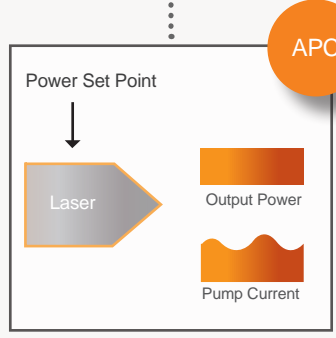 APC
Power Set Point
Laser
Output Power
Pump Current